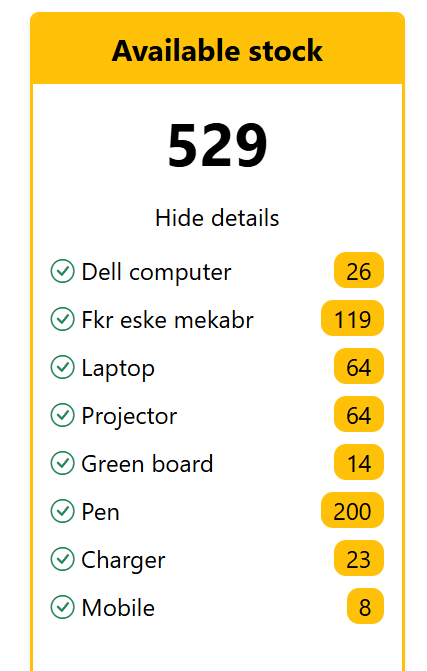 Available stock
529
Hide details
Dell computer 26
Fkr eske mekabr 119
Laptop 64
Projector 64
Green board 14
Pen 200
Charger 23
Mobile 8